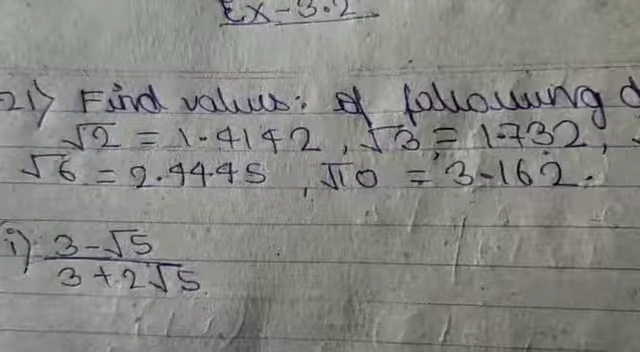 Ex-3.2
21) Find values: of following
√2 = 1.4142, √3 = 1.732,
√6 = 2.4445, √10 = 3.162.
i) 3-√5
3+2√5